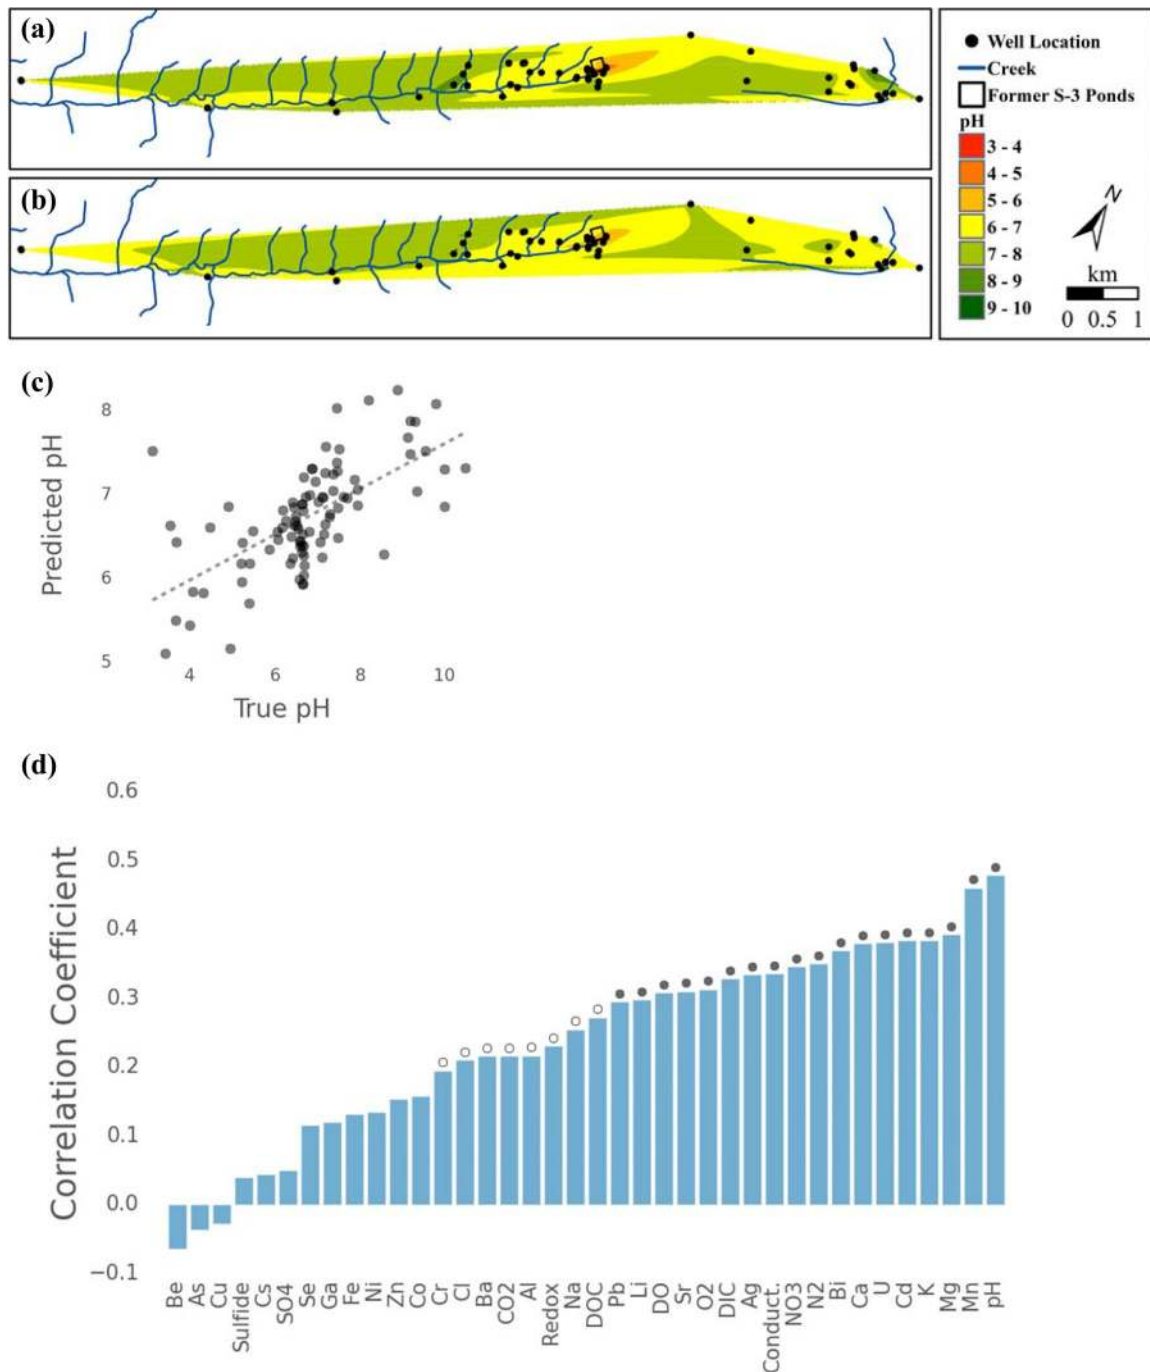 (a)
Well Location
Creek
Former S-3 Ponds
pH
3 - 4
4 - 5
5 - 6
6 - 7
7 - 8
8 - 9
9 - 10
N
km
0 0.5 1
(b)
(c)
Predicted pH
8
7
6
5
4 6 8 10
True pH
(d)
Correlation Coefficient
0.6
0.5
0.4
0.3
0.2
0.1
0.0
−0.1
Be
As
Cu
Sulfide
Cs
SO4
Se
Ga
Fe
Ni
Zn
Co
Cr
Cl
Ba
CO2
Al
Redox
Na
DOC
Pb
Li
DO
Sr
O2
DIC
Ag
Conduct.
NO3
N2
Bi
Ca
U
Cd
K
Mg
Mn
pH